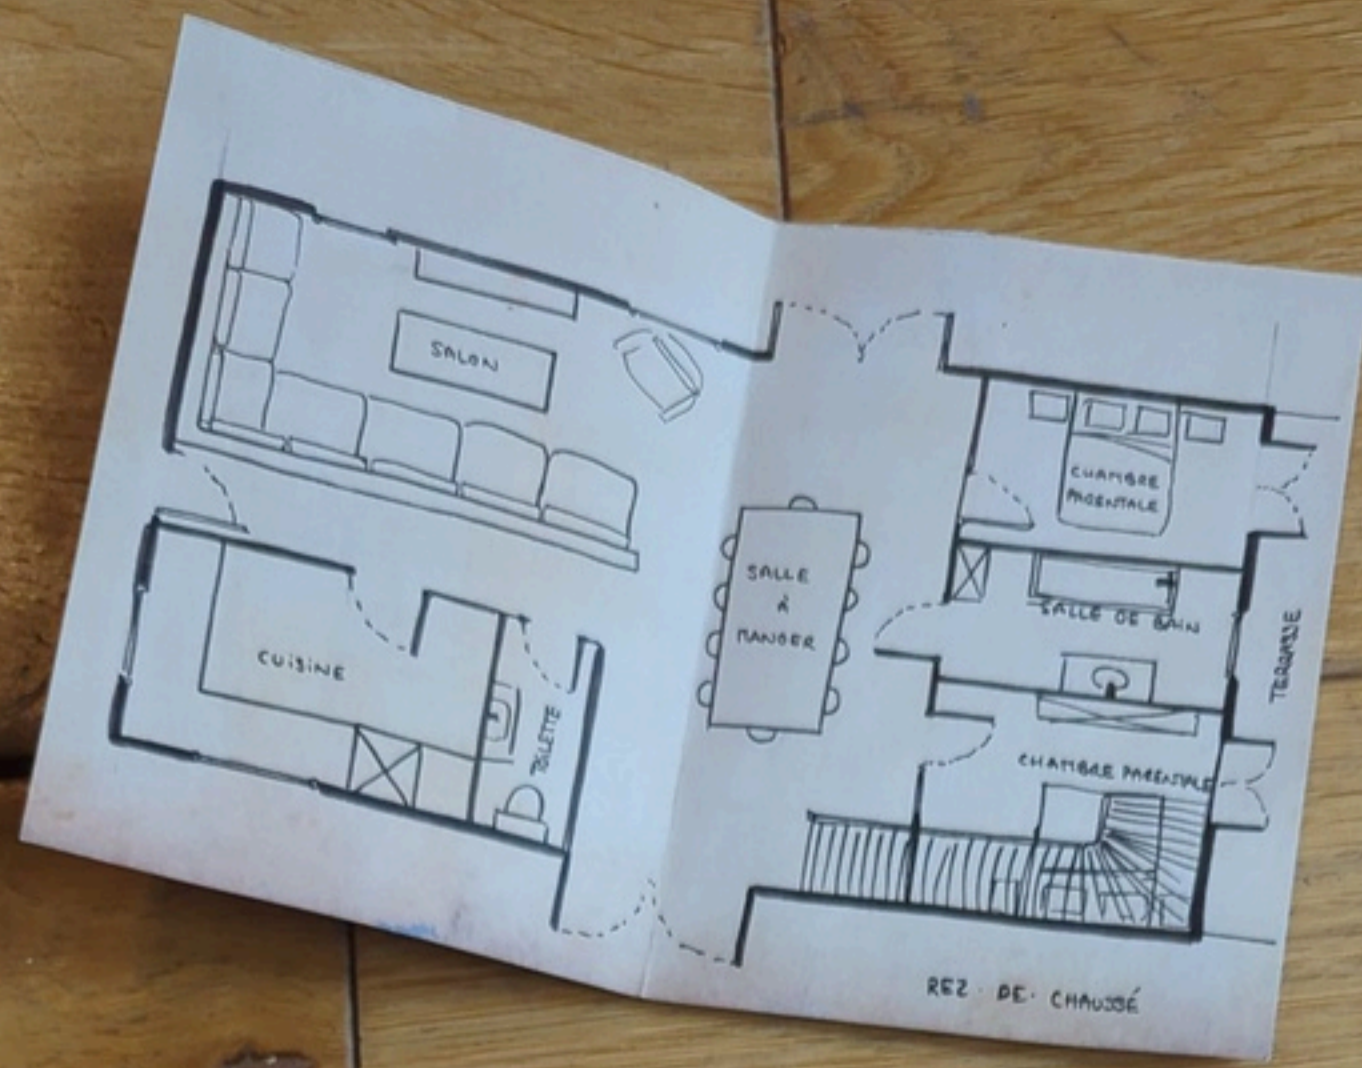 SALON
CUISINE
TOILETTE
SALLE
À
MANGER
CHAMBRE
PARENTALE
SALLE DE BAIN
CHAMBRE PARENTALE
TERRASSE
REZ · DE · CHAUSSÉ